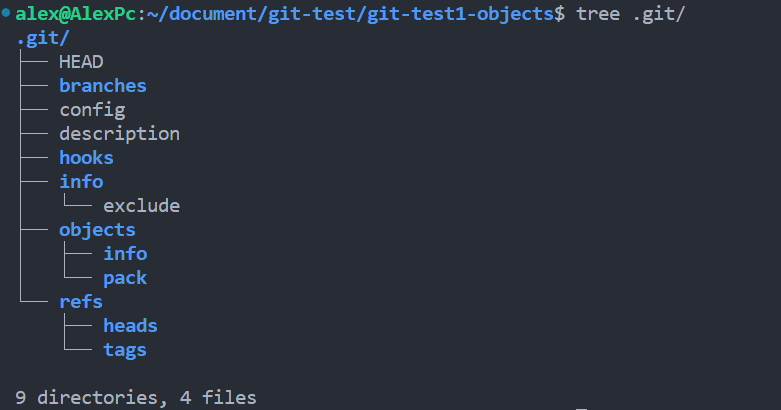 alex@AlexPc:~/document/git-test/git-test1-objects$ tree .git/
.git/
├── HEAD
├── branches
├── config
├── description
├── hooks
├── info
│   └── exclude
├── objects
│   ├── info
│   └── pack
└── refs
    ├── heads
    └── tags

9 directories, 4 files